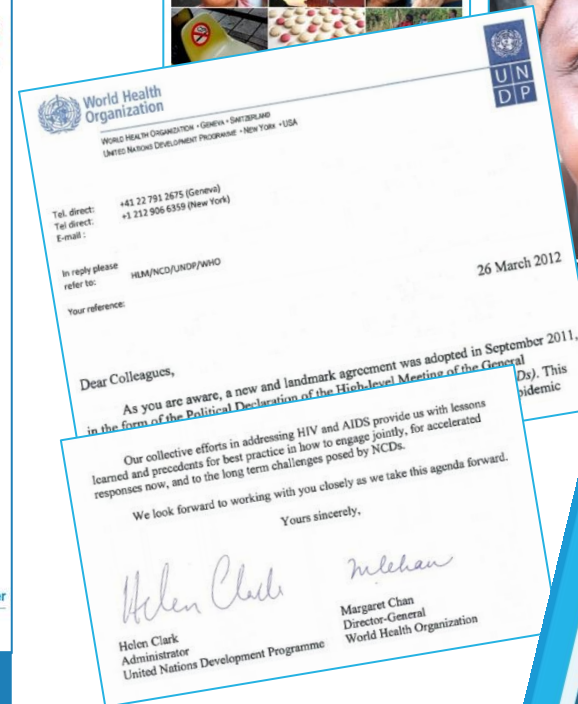 World Health
Organization
UN
DP
WORLD HEALTH ORGANIZATION • GENEVA • SWITZERLAND
UNITED NATIONS DEVELOPMENT PROGRAMME • NEW YORK • USA
Tel. direct: +41 22 791 2675 (Geneva)
Tel direct: +1 212 906 6359 (New York)
E-mail :
In reply please
refer to: HLM/NCD/UNDP/WHO
Your reference:
26 March 2012
Dear Colleagues,
As you are aware, a new and landmark agreement was adopted in September 2011,
in the form of the Political Declaration of the High-level Meeting of the General
Ds). This
pidemic
Our collective efforts in addressing HIV and AIDS provide us with lessons
learned and precedents for best practice in how to engage jointly, for accelerated
responses now, and to the long term challenges posed by NCDs.
We look forward to working with you closely as we take this agenda forward.
Yours sincerely,
Helen Clark
Helen Clark
Administrator
United Nations Development Programme
Margaret Chan
Director-General
World Health Organization
r